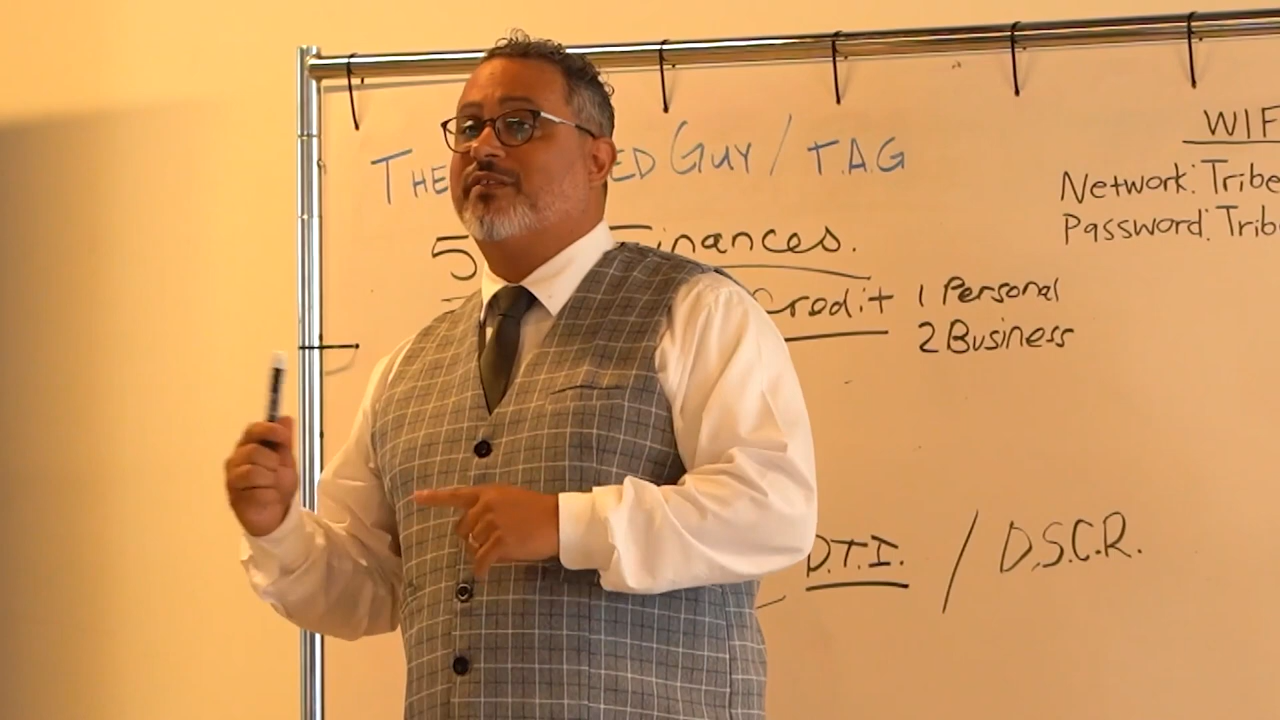 THE ED GUY / T.A.G
5 Finances.
Credit 1 Personal
2 Business
D.T.I. / D.S.C.R.
WIF
Network: Tribe
Password: Trib